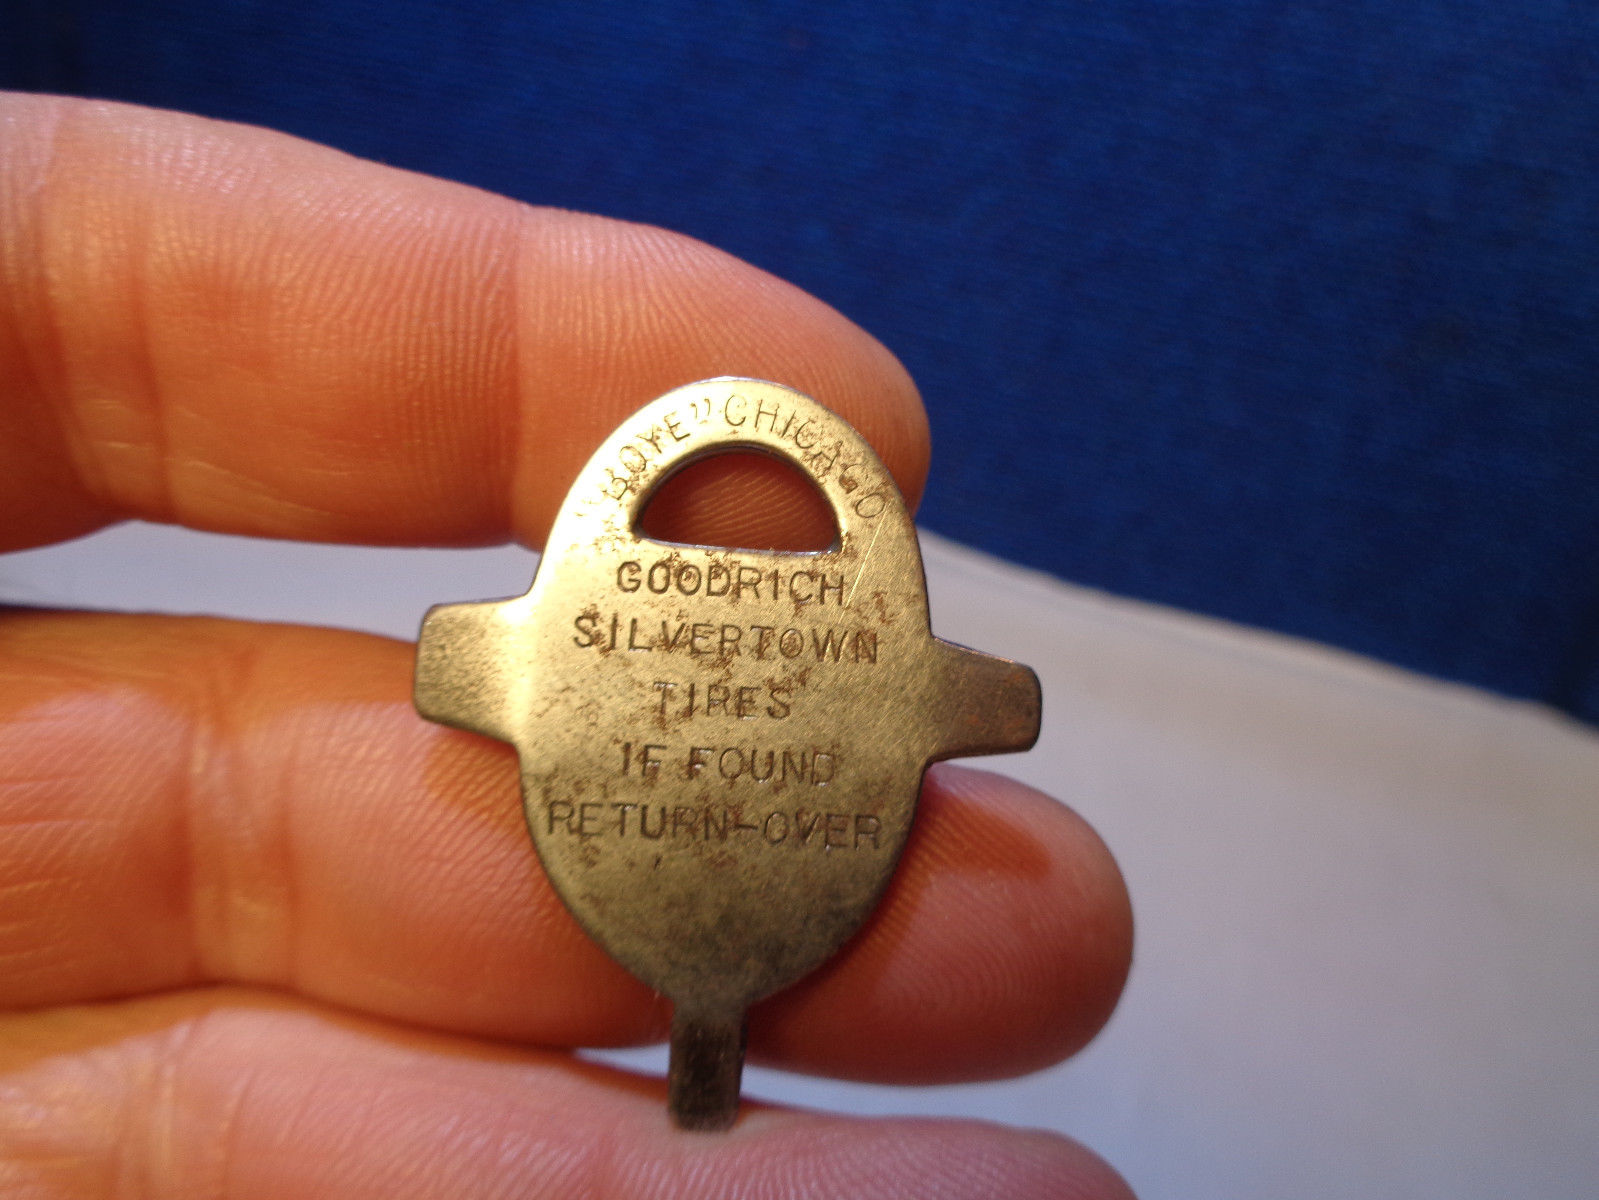 "BOYE" CHICAGO
GOODRICH
SILVERTOWN
TIRES
IF FOUND
RETURN-OVER